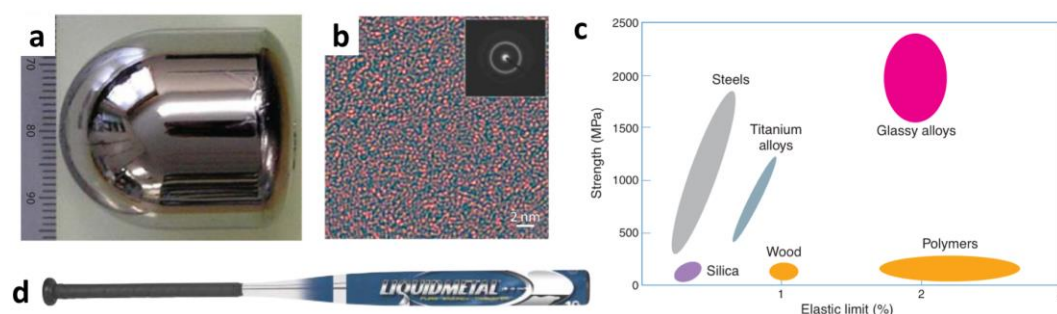 a
70
80
90
b
2 nm
c
2500
2000
1500
1000
500
0
Strength (MPa)
Steels
Titanium
alloys
Glassy alloys
Silica
Wood
Polymers
1
2
Elastic limit (%)
d
LIQUIDMETAL